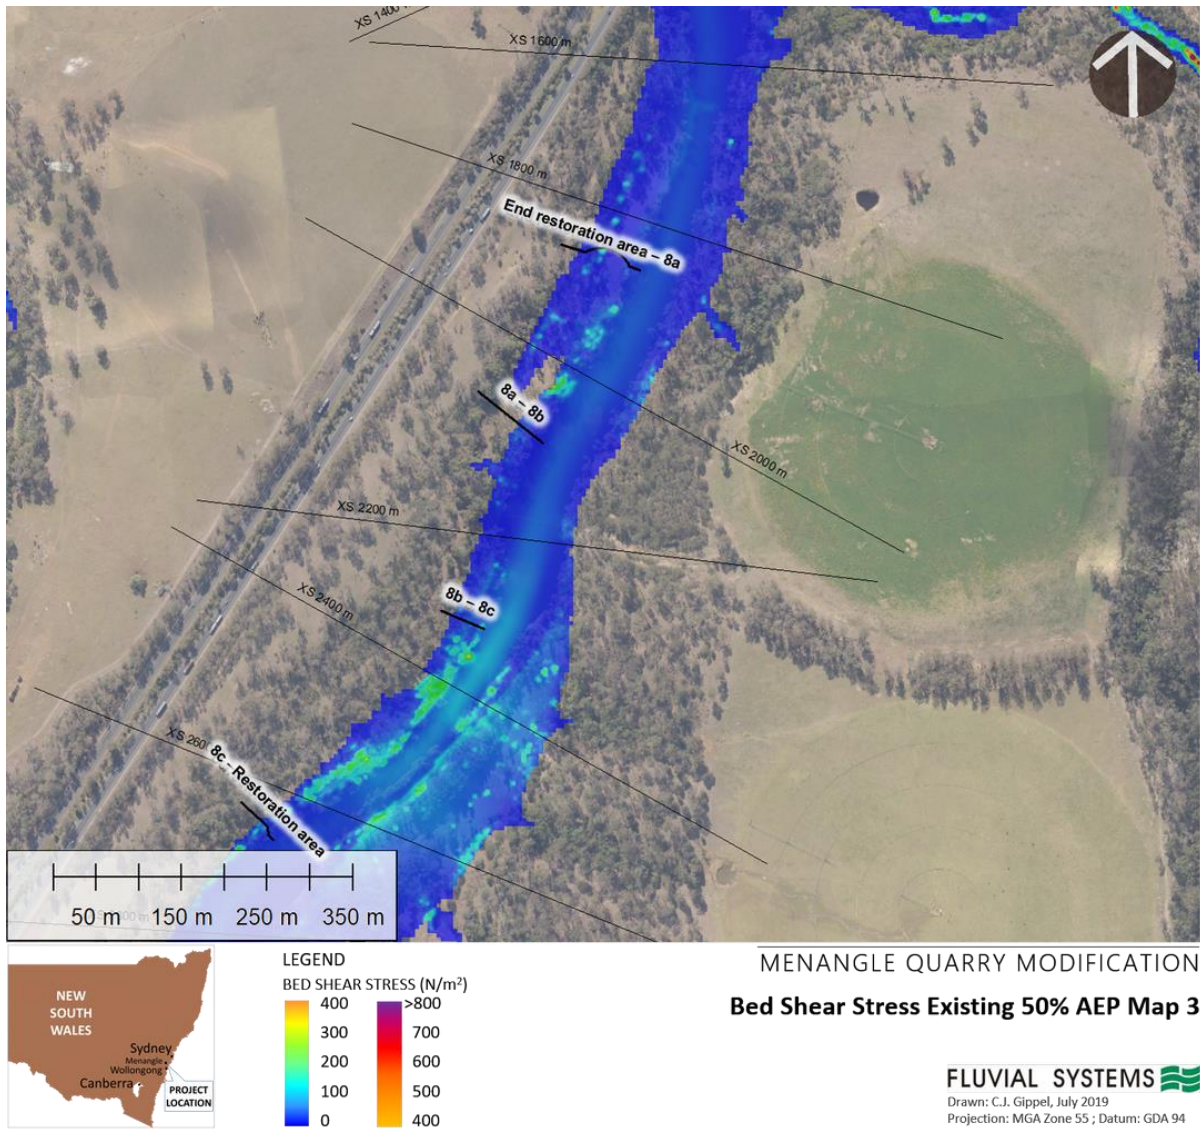 XS 1400
XS 1600 m
XS 1800 m
End restoration area – 8a
8a – 8b
XS 2000 m
XS 2200 m
8b – 8c
XS 2400 m
XS 260
8c - Restoration area
50 m 150 m 250 m 350 m
NEW
SOUTH
WALES
Sydney
Menangle
Wollongong
Canberra
PROJECT
LOCATION
LEGEND
BED SHEAR STRESS (N/m²)
400 >800
300 700
200 600
100 500
0 400
MENANGLE QUARRY MODIFICATION
Bed Shear Stress Existing 50% AEP Map 3
FLUVIAL SYSTEMS
Drawn: C.J. Gippel, July 2019
Projection: MGA Zone 55 ; Datum: GDA 94